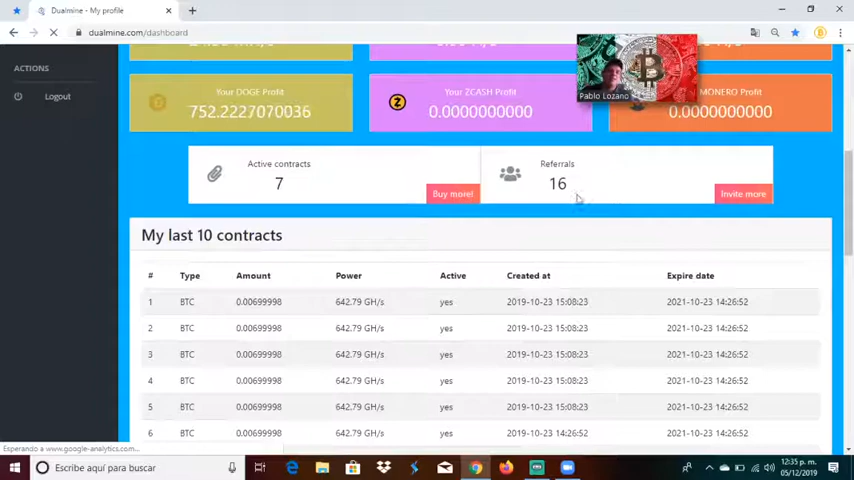 Dualmine - My profile
dualmine.com/dashboard
ACTIONS
Logout
Your DOGE Profit
752.2227070036
Your ZCASH Profit
0.0000000000
MONERO Profit
0.0000000000
Pablo Lozano
Active contracts
7
Buy more!
Referrals
16
Invite more
My last 10 contracts
# Type Amount Power Active Created at Expire date
1 BTC 0.00699998 642.79 GH/s yes 2019-10-23 15:08:23 2021-10-23 14:26:52
2 BTC 0.00699998 642.79 GH/s yes 2019-10-23 15:08:23 2021-10-23 14:26:52
3 BTC 0.00699998 642.79 GH/s yes 2019-10-23 15:08:23 2021-10-23 14:26:52
4 BTC 0.00699998 642.79 GH/s yes 2019-10-23 15:08:23 2021-10-23 14:26:52
5 BTC 0.00699998 642.79 GH/s yes 2019-10-23 15:08:23 2021-10-23 14:26:52
6 BTC 0.00699998 642.79 GH/s yes 2019-10-23 14:26:52 2021-10-23 14:26:52
Esperando a www.google-analytics.com...
Escribe aquí para buscar
12:35 p. m.
05/12/2019